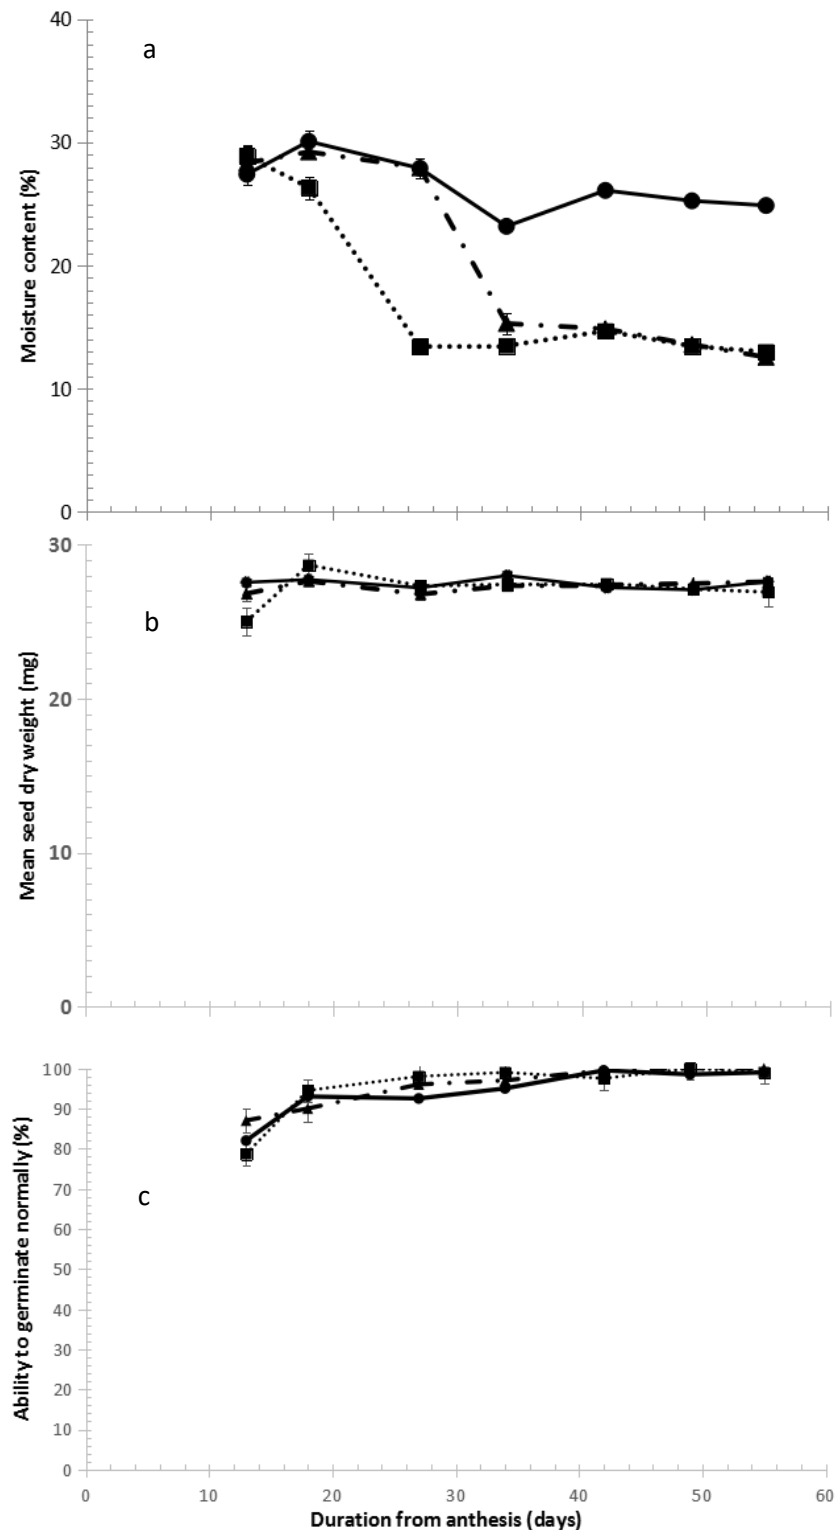 40
a
30
20
10
0
Moisture content (%)
30
b
20
10
0
Mean seed dry weight (mg)
100
90
80
70
c
60
50
40
30
20
10
0
Ability to germinate normally (%)
0 10 20 30 40 50 60
Duration from anthesis (days)